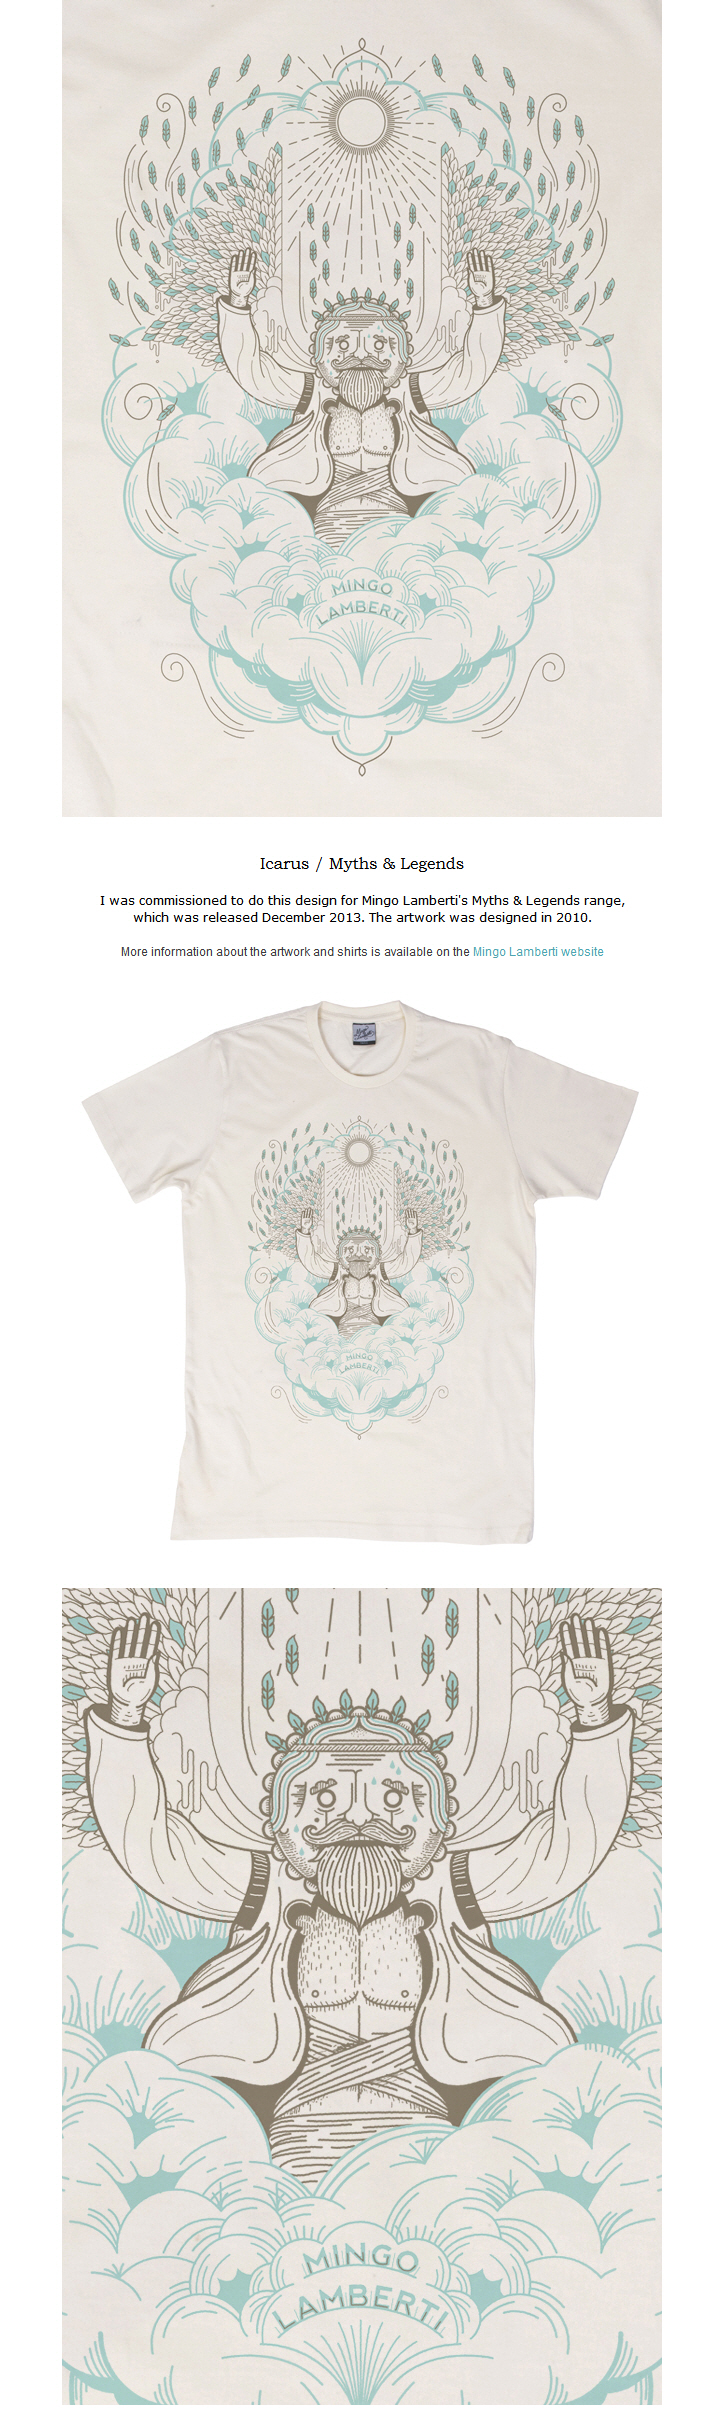 MINGO
LAMBERTI
Icarus / Myths & Legends
I was commissioned to do this design for Mingo Lamberti's Myths & Legends range,
which was released December 2013. The artwork was designed in 2010.
More information about the artwork and shirts is available on the Mingo Lamberti website
MINGO
LAMBERTI
MINGO
LAMBERTI